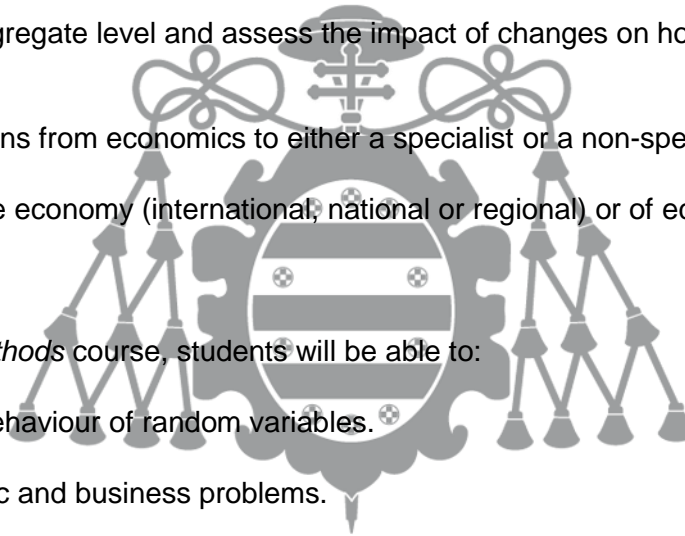 gregate level and assess the impact of changes on ho
ns from economics to either a specialist or a non-spe
e economy (international, national or regional) or of ec
thods course, students will be able to:
ehaviour of random variables.
c and business problems.